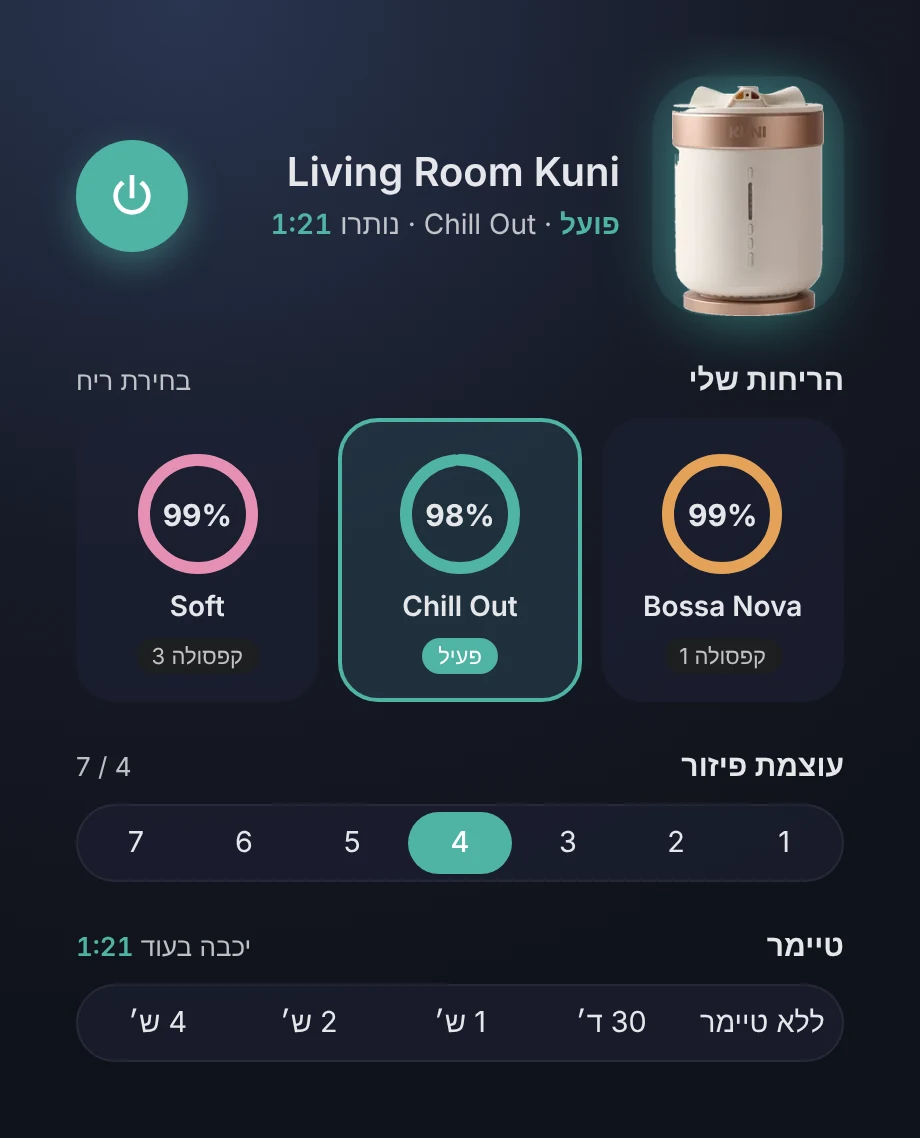 KUNI
Living Room Kuni
פועל · Chill Out · נותרו 1:21
הריחות שלי
בחירת ריח
99%
Bossa Nova
קפסולה 1
98%
Chill Out
פעיל
99%
Soft
קפסולה 3
עוצמת פיזור
7 / 4
1 2 3 4 5 6 7
טיימר
יכבה בעוד 1:21
ללא טיימר 30 ד׳ 1 ש׳ 2 ש׳ 4 ש׳